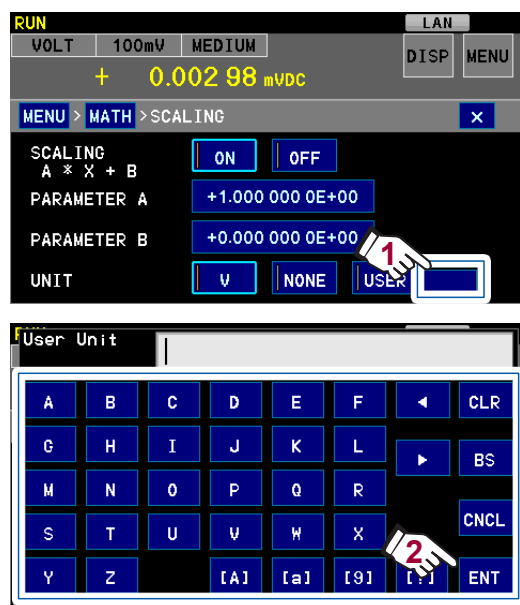 RUN LAN
VOLT 100mV MEDIUM DISP MENU
+ 0.002 98 mVDC
MENU > MATH >SCALING ×
SCALING ON OFF
A * X + B
PARAMETER A +1.000 000 0E+00
PARAMETER B +0.000 000 0E+00
1
UNIT V NONE USER
User Unit
A B C D E F ◄ CLR
G H I J K L ► BS
M N O P Q R
S T U V W X CNCL
2
Y Z [A] [a] [9] ENT